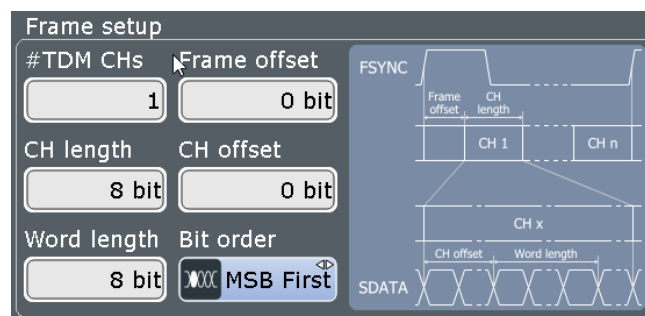 Frame setup
#TDM CHs Frame offset
1 0 bit
CH length CH offset
8 bit 0 bit
Word length Bit order
8 bit MSB First
FSYNC
Frame offset CH length
CH 1 CH n
CH x
CH offset Word length
SDATA